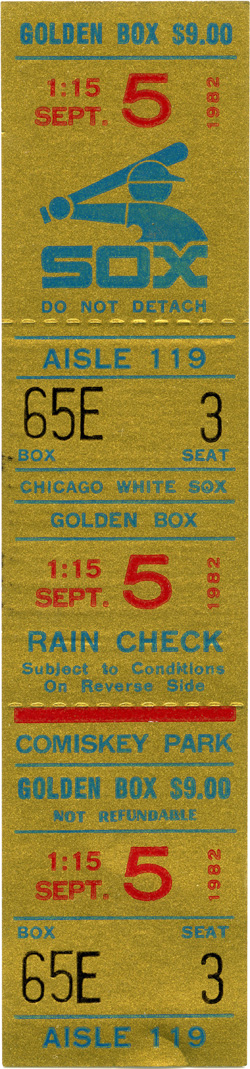 GOLDEN BOX $9.00
1:15 SEPT. 5 1982
SOX
DO NOT DETACH
AISLE 119
65E 3
BOX SEAT
CHICAGO WHITE SOX
GOLDEN BOX
1:15 SEPT. 5 1982
RAIN CHECK
Subject to Conditions
On Reverse Side
COMISKEY PARK
GOLDEN BOX $9.00
NOT REFUNDABLE
1:15 SEPT. 5 1982
BOX SEAT
65E 3
AISLE 119